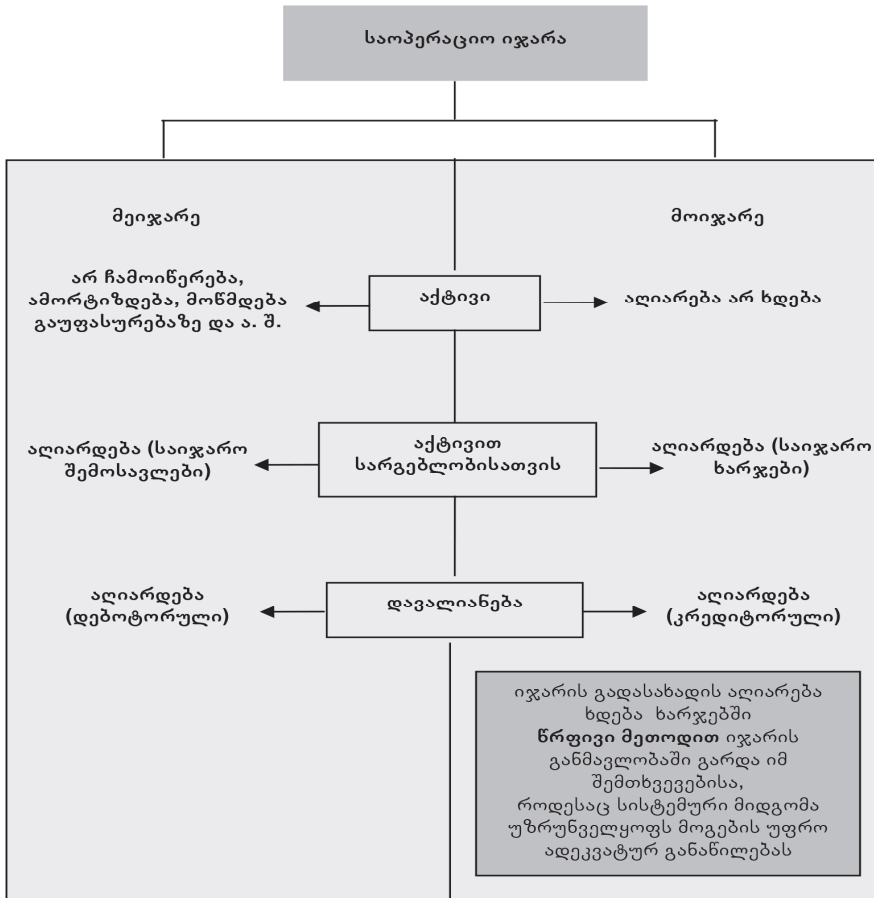 საოპერაციო იჯარა
მეიჯარე
მოიჯარე
არ ჩამოიწერება,
ამორტიზდება, მოწმდება
გაუფასურებაზე და ა. შ.
აქტივი
აღიარება არ ხდება
აღიარდება (საიჯარო
შემოსავლები)
აქტივით
სარგებლობისათვის
აღიარდება (საიჯარო
ხარჯები)
აღიარდება
(დებოტორული)
დავალიანება
აღიარდება
(კრედიტორული)
იჯარის გადასახადის აღიარება
ხდება ხარჯებში
წრფივი მეთოდით იჯარის
განმავლობაში გარდა იმ
შემთხვევებისა,
როდესაც სისტემური მიდგომა
უზრუნველყოფს მოგების უფრო
ადეკვატურ განაწილებას